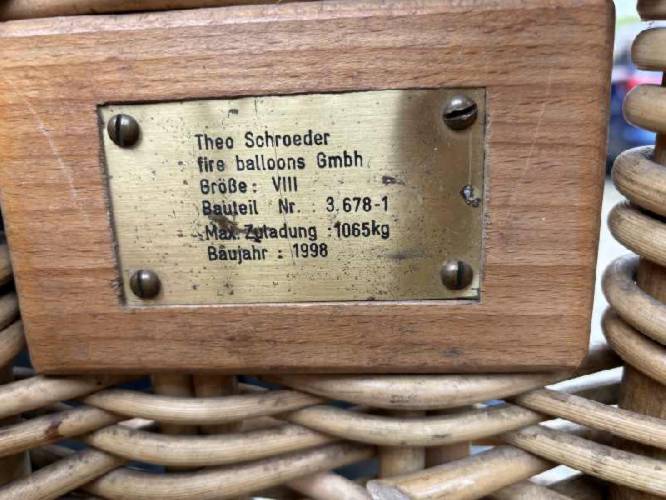 Theo Schroeder
fire balloons Gmbh
Größe: VIII
Bauteil Nr. 3.678-1
Max. Zuladung :1065kg
Baujahr : 1998